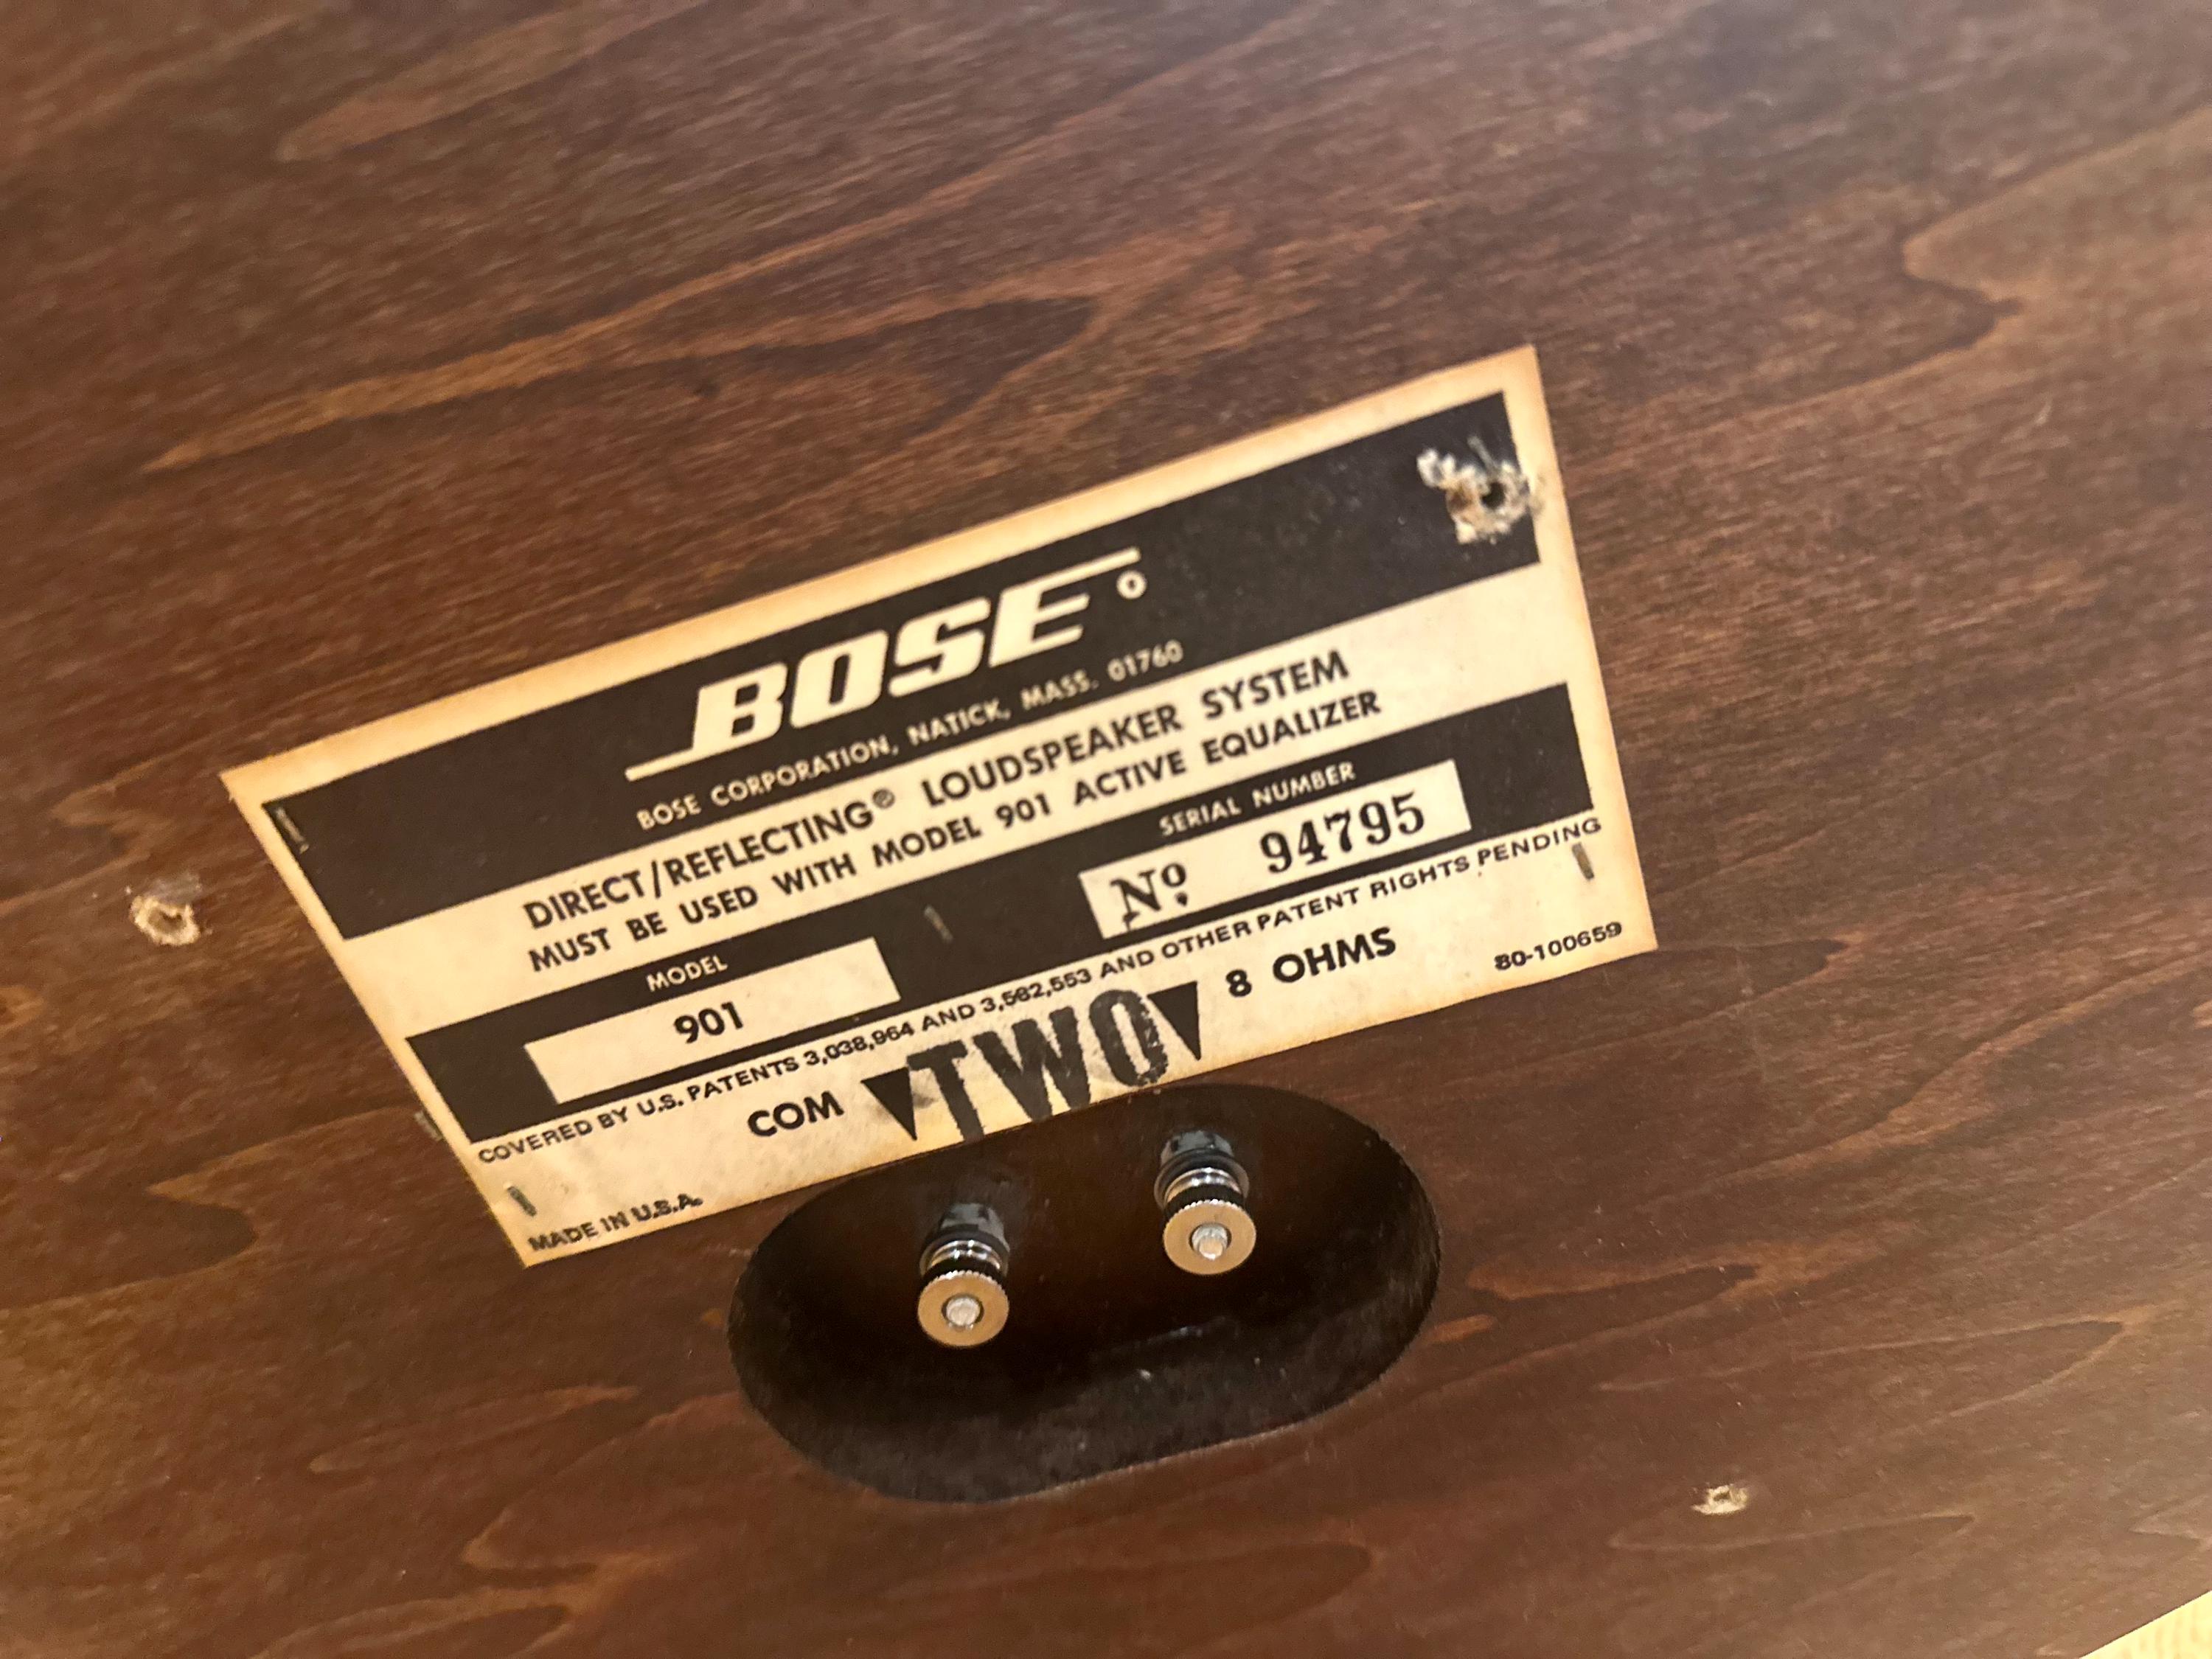 BOSE®
BOSE CORPORATION, NATICK, MASS. 01760
DIRECT/REFLECTING® LOUDSPEAKER SYSTEM
MUST BE USED WITH MODEL 901 ACTIVE EQUALIZER
MODEL
901
SERIAL NUMBER
Nº 94795
COVERED BY U.S. PATENTS 3,038,964 AND 3,582,553 AND OTHER PATENT RIGHTS PENDING
COM ▼ TWO ▼ 8 OHMS
MADE IN U.S.A.
80-100659